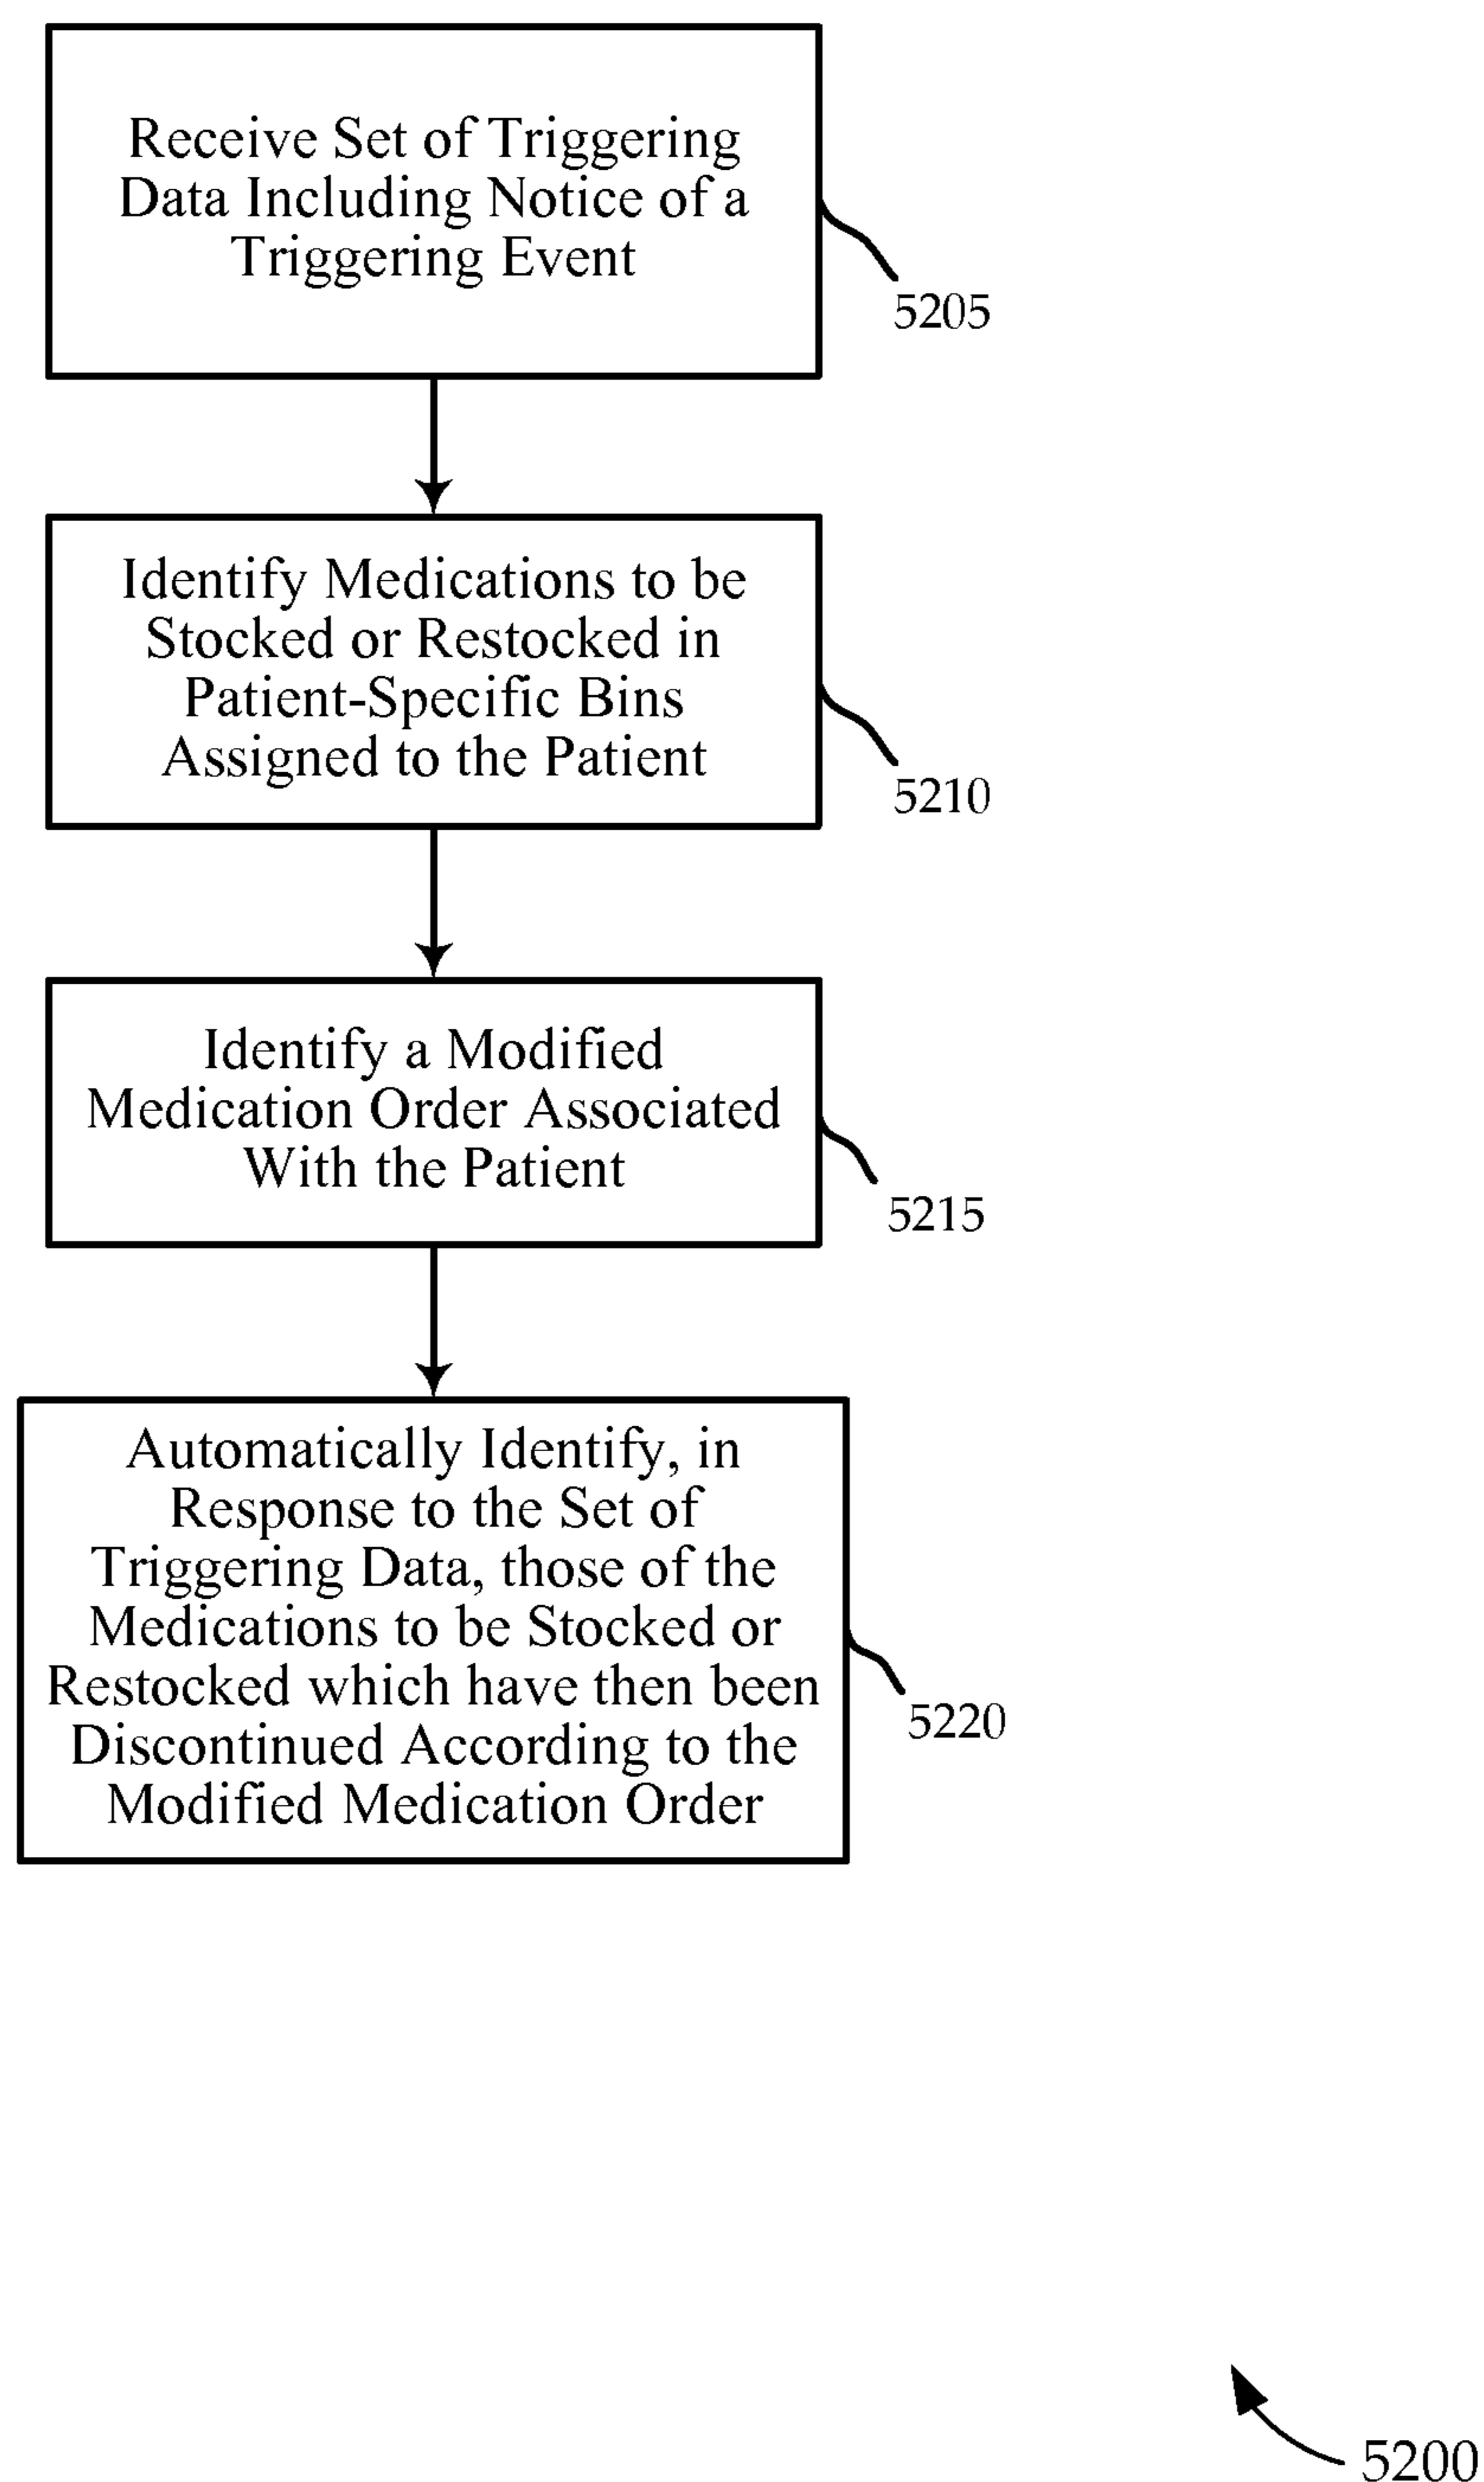 Receive Set of Triggering
Data Including Notice of a
Triggering Event
5205
Identify Medications to be
Stocked or Restocked in
Patient-Specific Bins
Assigned to the Patient
5210
Identify a Modified
Medication Order Associated
With the Patient
5215
Automatically Identify, in
Response to the Set of
Triggering Data, those of the
Medications to be Stocked or
Restocked which have then been
Discontinued According to the
Modified Medication Order
5220
5200